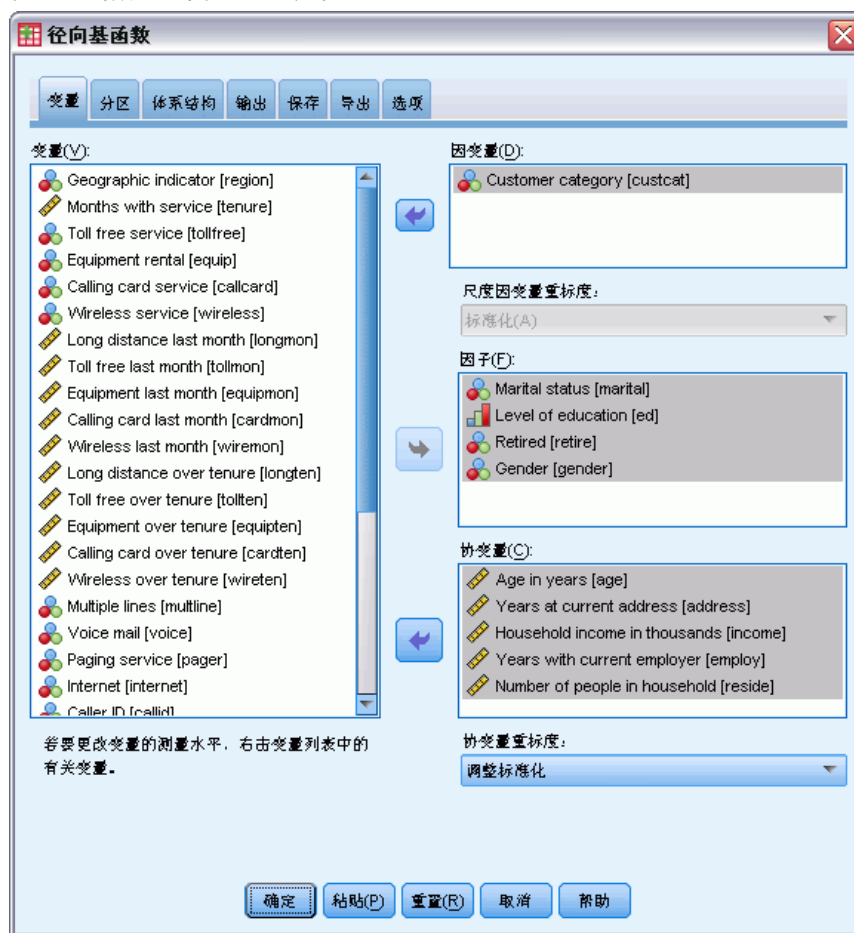 径向基函数
变量 分区 体系结构 输出 保存 导出 选项
变量(V):
Geographic indicator [region]
Months with service [tenure]
Toll free service [tollfree]
Equipment rental [equip]
Calling card service [callcard]
Wireless service [wireless]
Long distance last month [longmon]
Toll free last month [tollmon]
Equipment last month [equipmon]
Calling card last month [cardmon]
Wireless last month [wiremon]
Long distance over tenure [longten]
Toll free over tenure [tollten]
Equipment over tenure [equipten]
Calling card over tenure [cardten]
Wireless over tenure [wireten]
Multiple lines [multline]
Voice mail [voice]
Paging service [pager]
Internet [internet]
Caller ID [callid]
若要更改变量的测量水平，右击变量列表中的
有关变量。
因变量(D):
Customer category [custcat]
尺度因变量重标度：
标准化(A)
因子(F):
Marital status [marital]
Level of education [ed]
Retired [retire]
Gender [gender]
协变量(C):
Age in years [age]
Years at current address [address]
Household income in thousands [income]
Years with current employer [employ]
Number of people in household [reside]
协变量重标度：
调整标准化
确定 粘贴(P) 重置(R) 取消 帮助